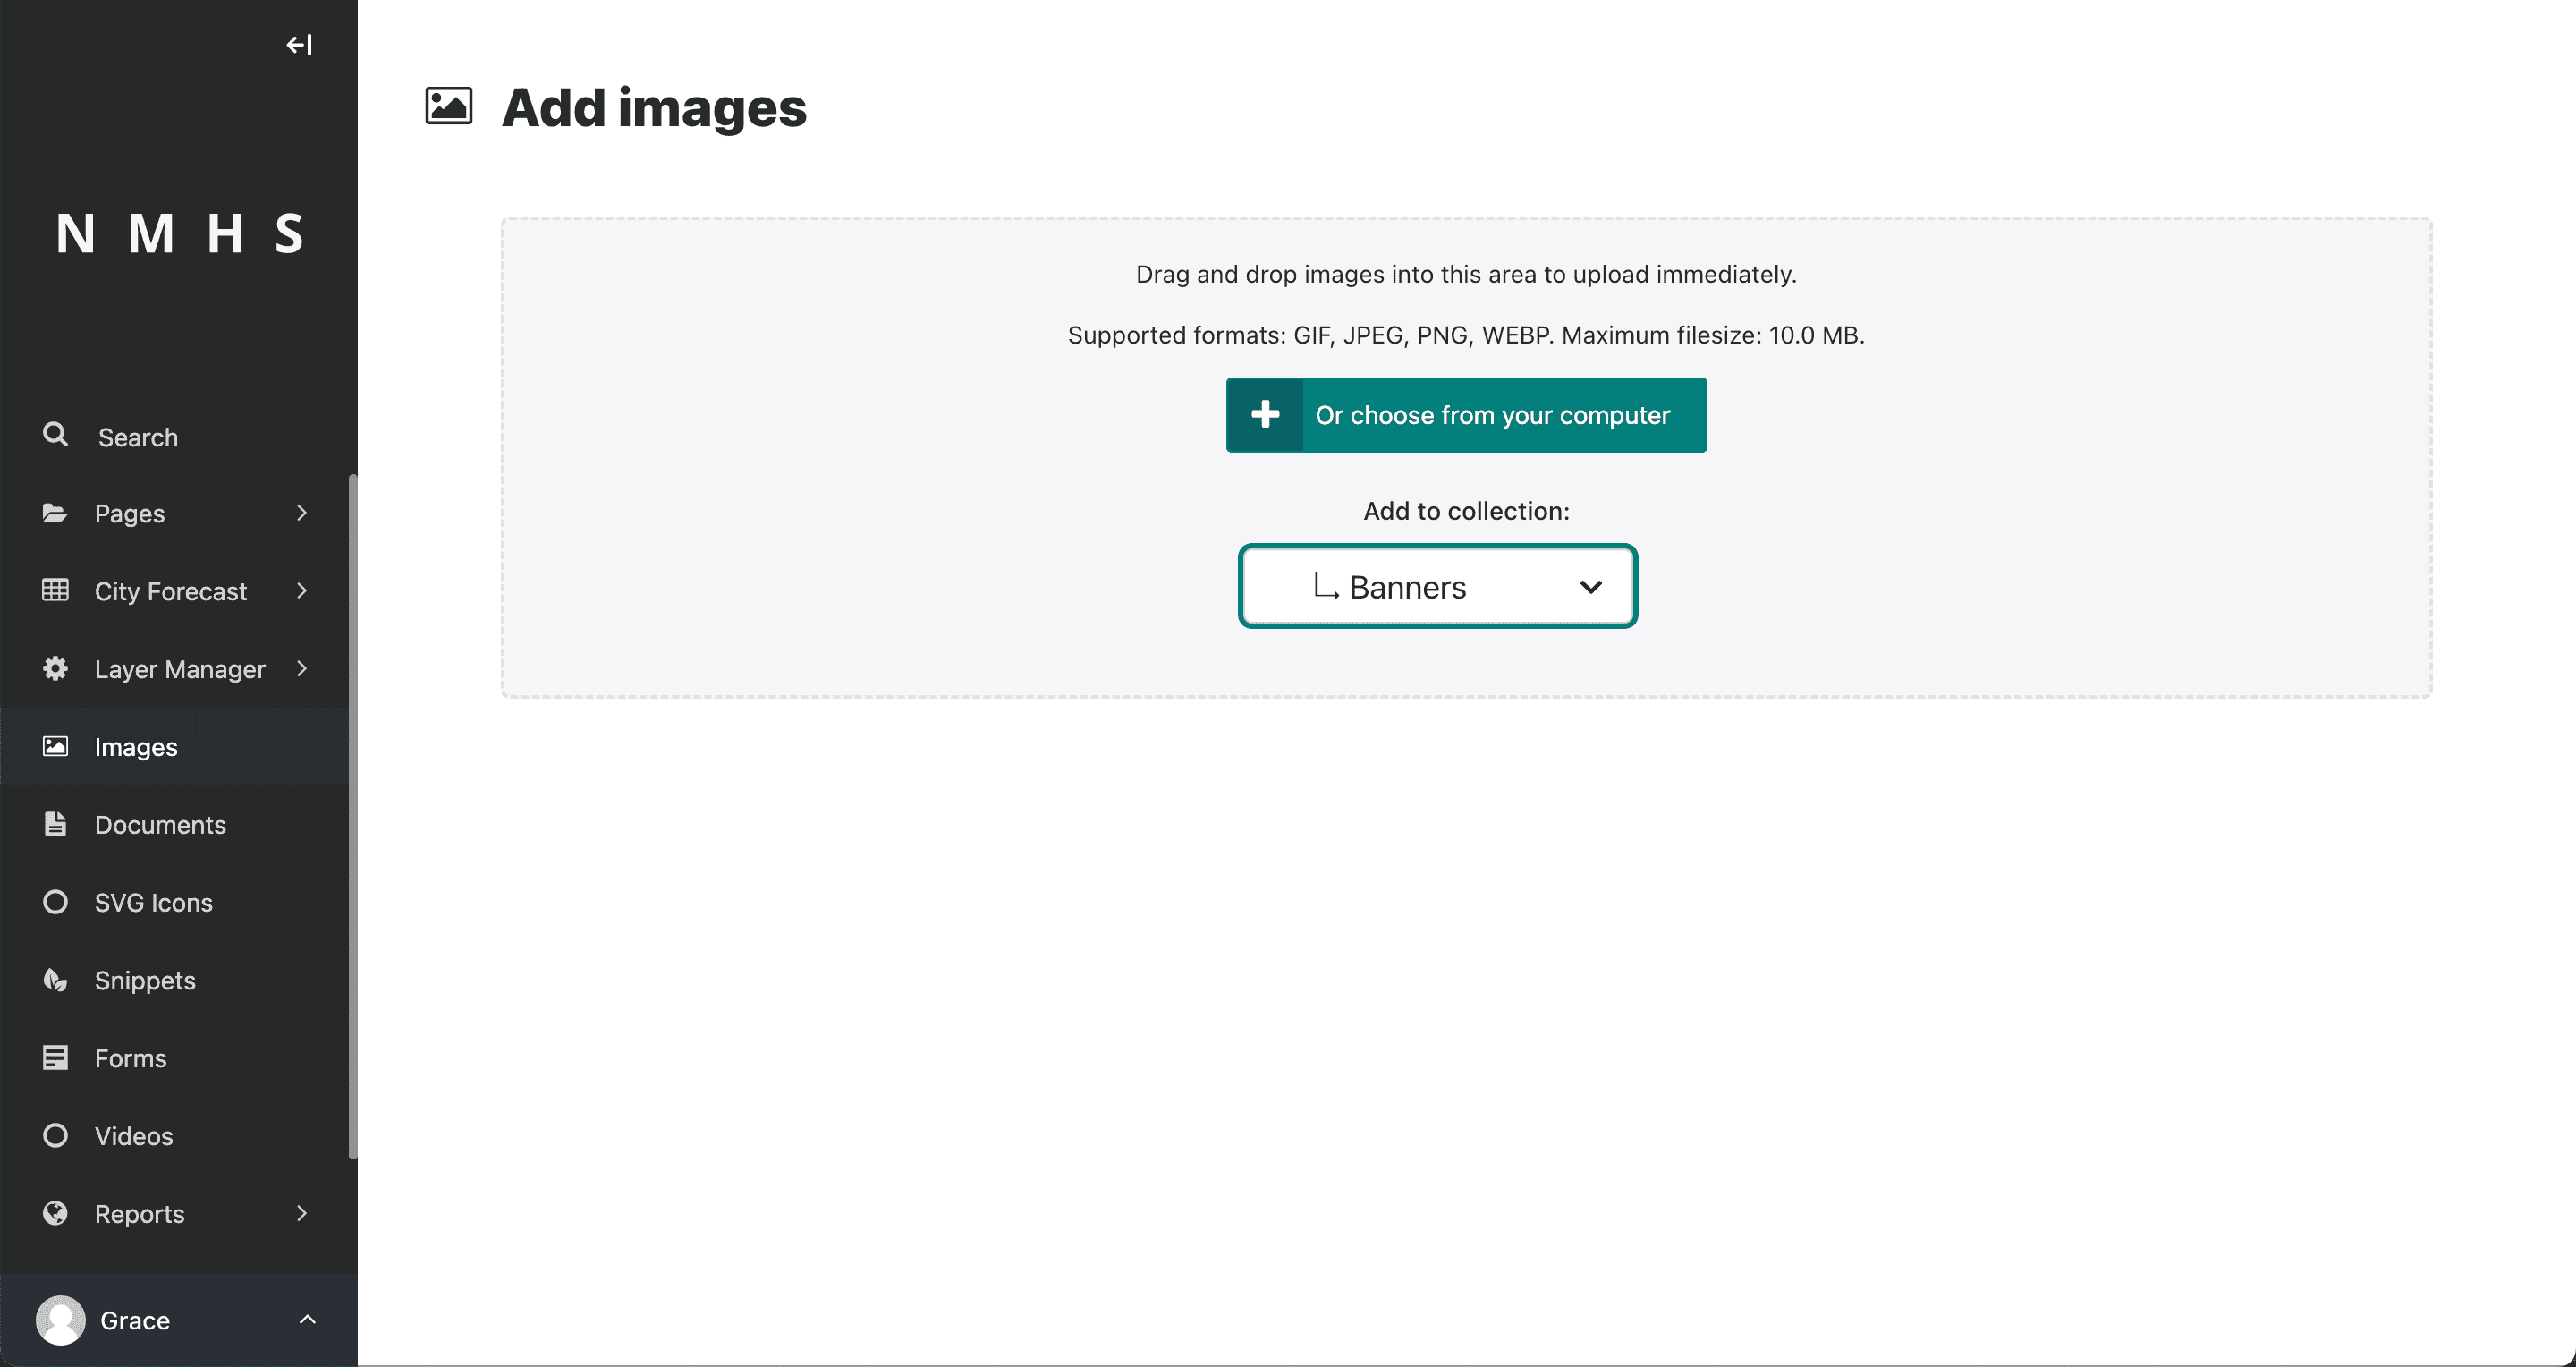 N M H S
Search
Pages
City Forecast
Layer Manager
Images
Documents
SVG Icons
Snippets
Forms
Videos
Reports
Grace
Add images
Drag and drop images into this area to upload immediately.
Supported formats: GIF, JPEG, PNG, WEBP. Maximum filesize: 10.0 MB.
Or choose from your computer
Add to collection:
Banners